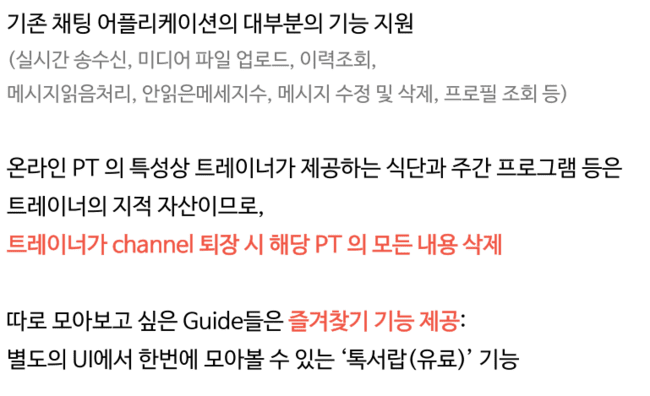 기존 채팅 어플리케이션의 대부분의 기능 지원
(실시간 송수신, 미디어 파일 업로드, 이력조회,
메시지읽음처리, 안읽은메세지수, 메시지 수정 및 삭제, 프로필 조회 등)
온라인 PT 의 특성상 트레이너가 제공하는 식단과 주간 프로그램 등은
트레이너의 지적 자산이므로,
트레이너가 channel 퇴장 시 해당 PT 의 모든 내용 삭제
따로 모아보고 싶은 Guide들은 즐겨찾기 기능 제공:
별도의 UI에서 한번에 모아볼 수 있는 ‘톡서랍(유료)’ 기능